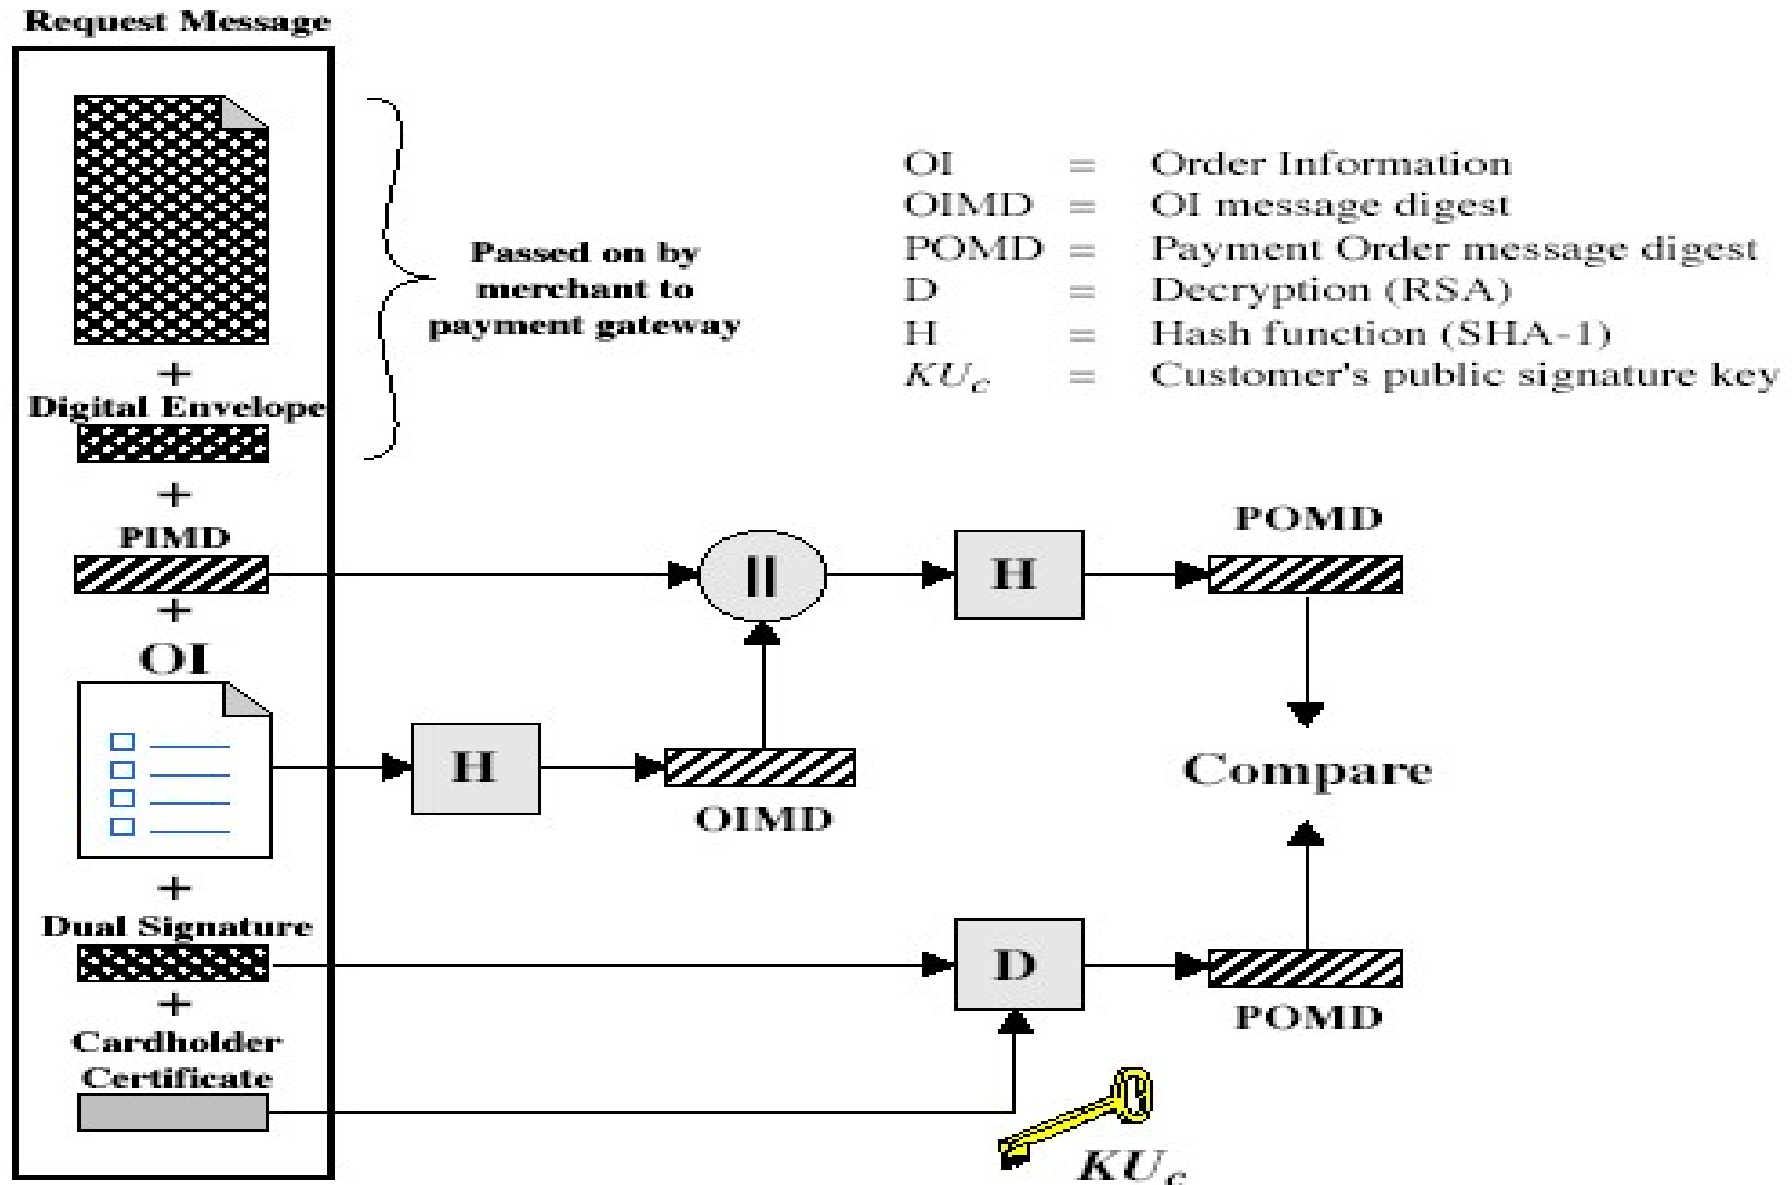 Request Message
Passed on by
merchant to
payment gateway
OI = Order Information
OIMD = OI message digest
POMD = Payment Order message digest
D = Decryption (RSA)
H = Hash function (SHA-1)
KUc = Customer's public signature key
+
Digital Envelope
+
PIMD
+
OI
+
Dual Signature
+
Cardholder
Certificate
||
H
POMD
H
OIMD
Compare
D
POMD
KUc